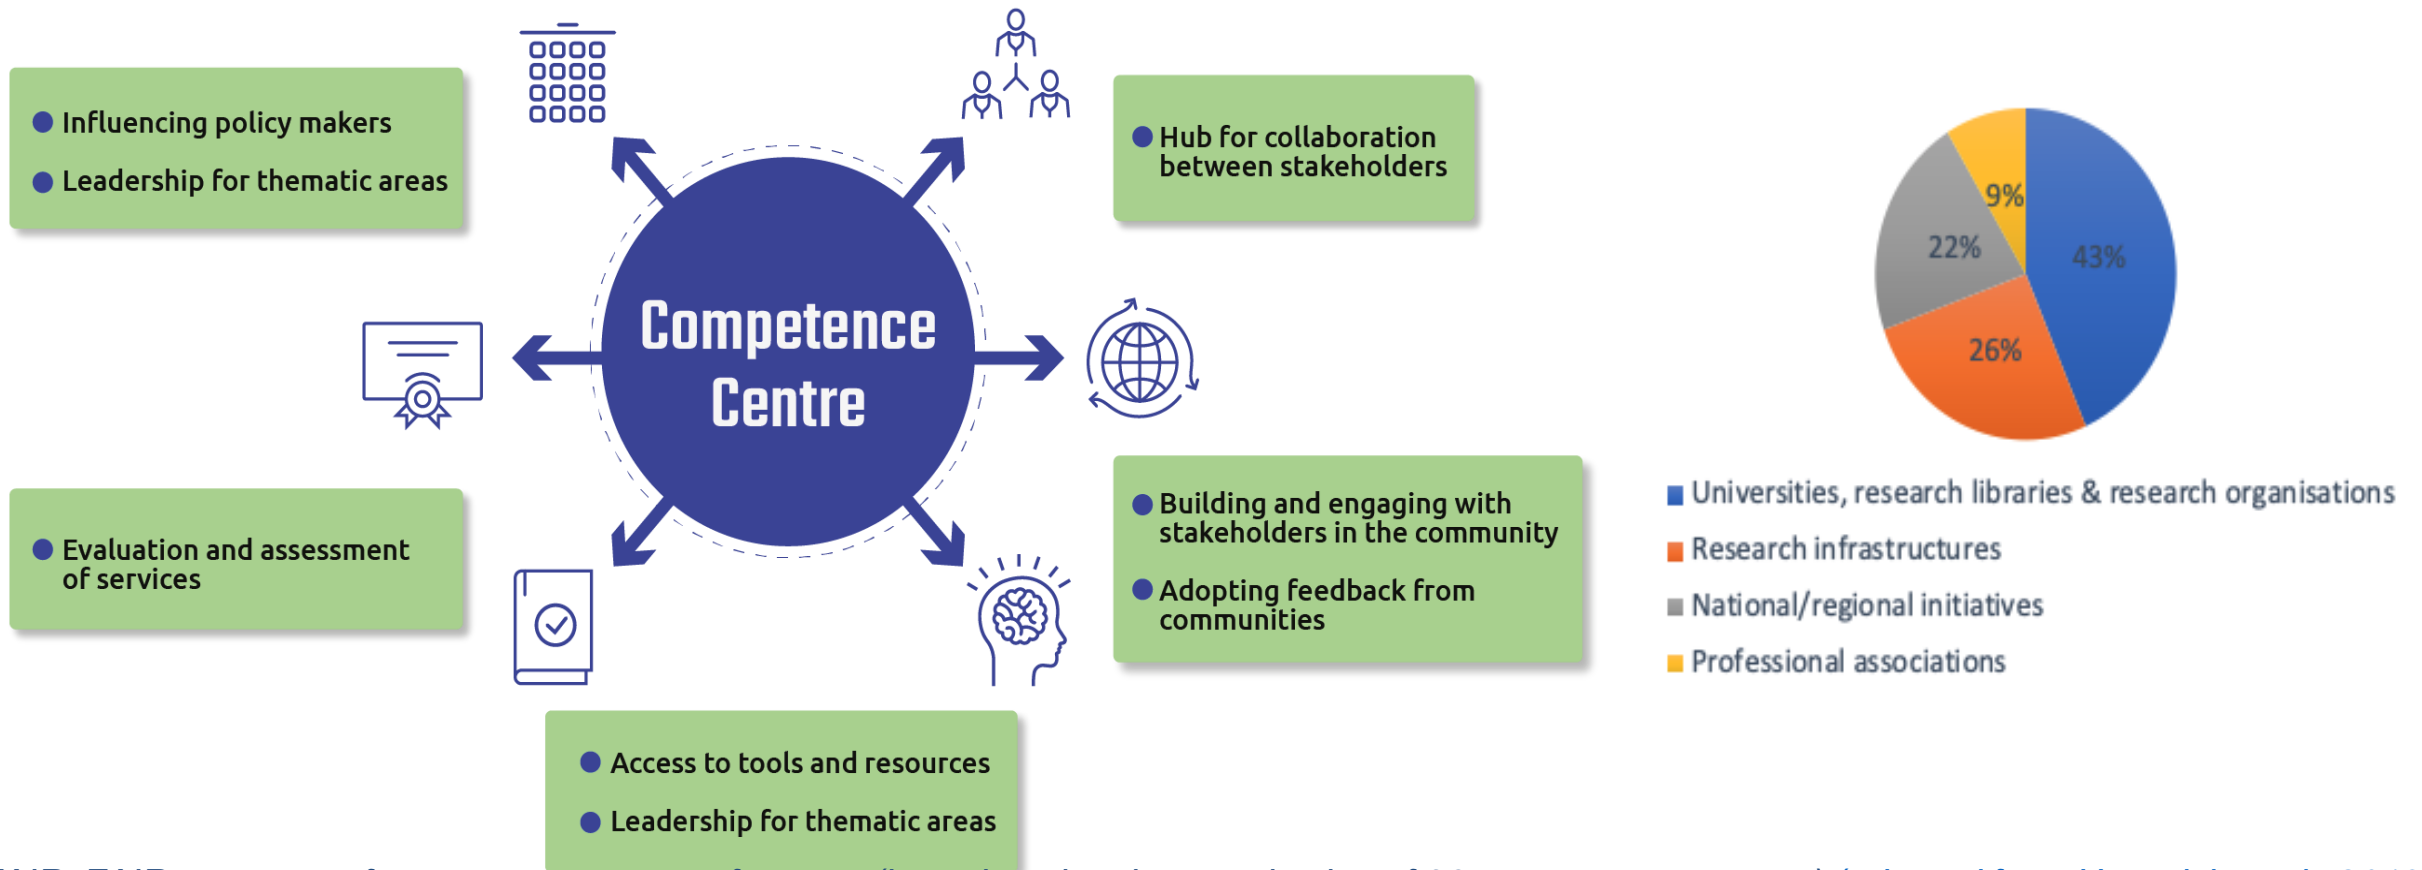 Influencing policy makers
Leadership for thematic areas
Hub for collaboration
between stakeholders
Competence
Centre
Evaluation and assessment
of services
Building and engaging with
stakeholders in the community
Adopting feedback from
communities
Access to tools and resources
Leadership for thematic areas
9%
22%
43%
26%
Universities, research libraries & research organisations
Research infrastructures
National/regional initiatives
Professional associations